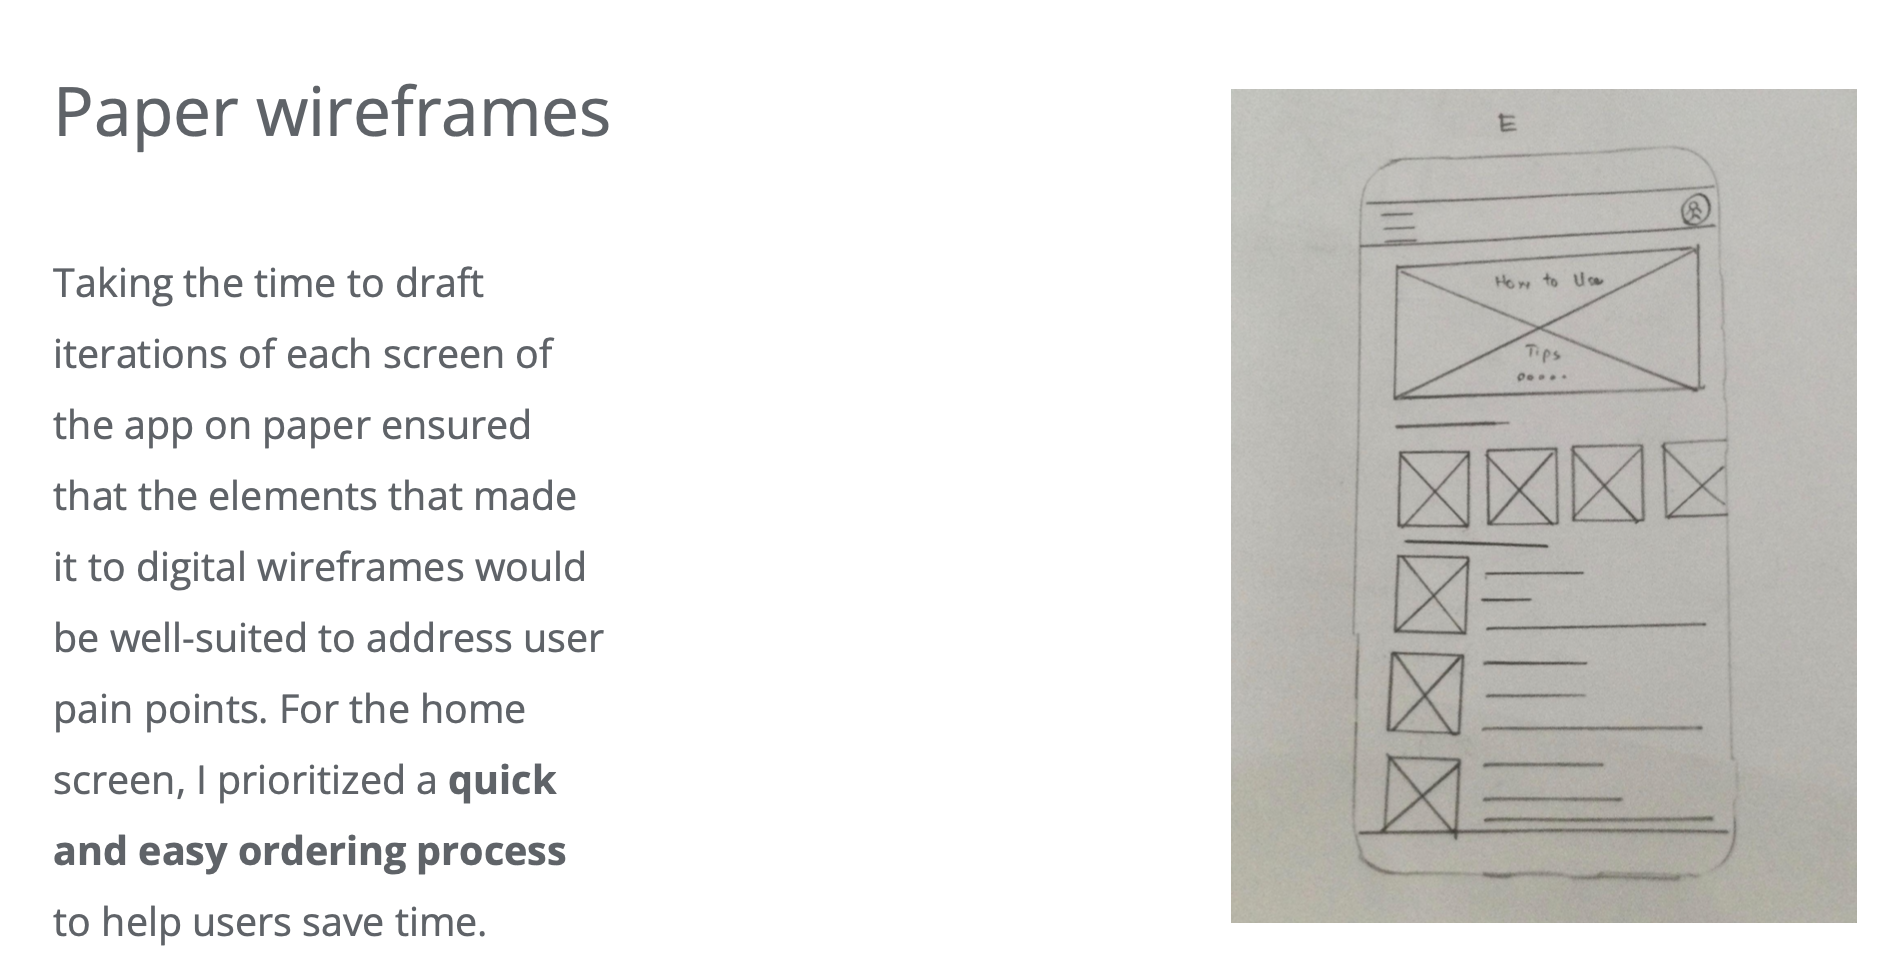 Paper wireframes
Taking the time to draft
iterations of each screen of
the app on paper ensured
that the elements that made
it to digital wireframes would
be well-suited to address user
pain points. For the home
screen, I prioritized a quick
and easy ordering process
to help users save time.
E
How to Use
Tips